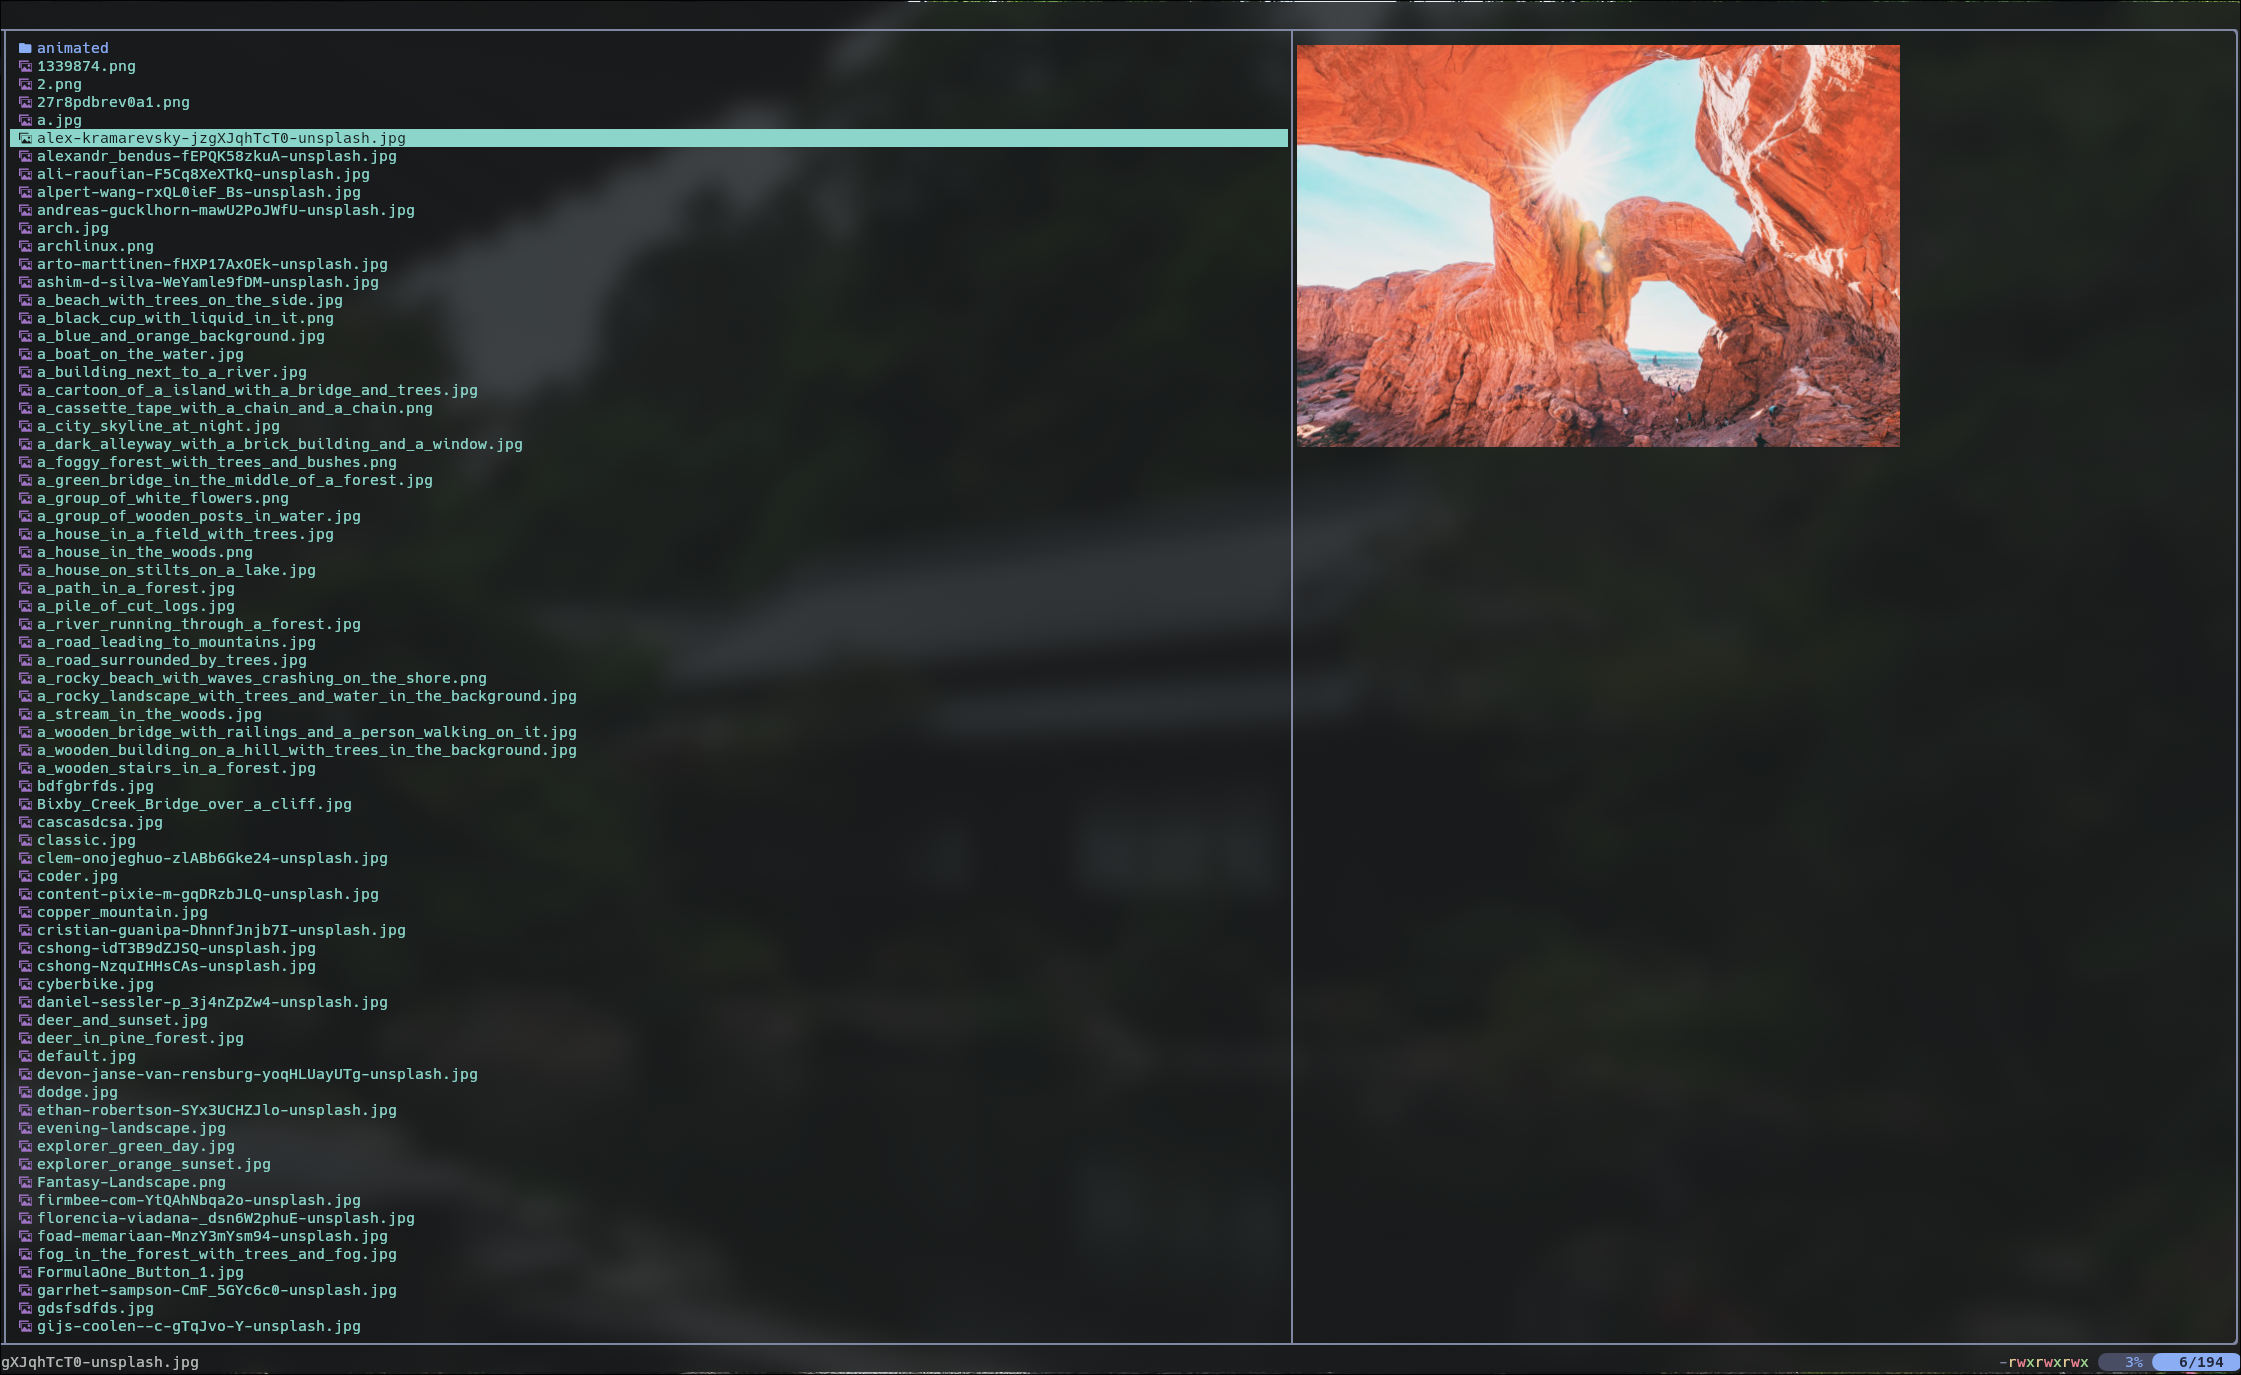 animated
1339874.png
2.png
27r8pdbrev0a1.png
a.jpg
alex-kramarevsky-jzgXJqhTcT0-unsplash.jpg
alexandr_bendus-fEPQK58zkuA-unsplash.jpg
ali-raoufian-F5Cq8XeXTkQ-unsplash.jpg
alpert-wang-rxQL0ieF_Bs-unsplash.jpg
andreas-gucklhorn-mawU2PoJWfU-unsplash.jpg
arch.jpg
archlinux.png
arto-marttinen-fHXP17AxOEk-unsplash.jpg
ashim-d-silva-WeYamle9fDM-unsplash.jpg
a_beach_with_trees_on_the_side.jpg
a_black_cup_with_liquid_in_it.png
a_blue_and_orange_background.jpg
a_boat_on_the_water.jpg
a_building_next_to_a_river.jpg
a_cartoon_of_a_island_with_a_bridge_and_trees.jpg
a_cassette_tape_with_a_chain_and_a_chain.png
a_city_skyline_at_night.jpg
a_dark_alleyway_with_a_brick_building_and_a_window.jpg
a_foggy_forest_with_trees_and_bushes.png
a_green_bridge_in_the_middle_of_a_forest.jpg
a_group_of_white_flowers.png
a_group_of_wooden_posts_in_water.jpg
a_house_in_a_field_with_trees.jpg
a_house_in_the_woods.png
a_house_on_stilts_on_a_lake.jpg
a_path_in_a_forest.jpg
a_pile_of_cut_logs.jpg
a_river_running_through_a_forest.jpg
a_road_leading_to_mountains.jpg
a_road_surrounded_by_trees.jpg
a_rocky_beach_with_waves_crashing_on_the_shore.png
a_rocky_landscape_with_trees_and_water_in_the_background.jpg
a_stream_in_the_woods.jpg
a_wooden_bridge_with_railings_and_a_person_walking_on_it.jpg
a_wooden_building_on_a_hill_with_trees_in_the_background.jpg
a_wooden_stairs_in_a_forest.jpg
bdfgbrfds.jpg
Bixby_Creek_Bridge_over_a_cliff.jpg
cascasdcsa.jpg
classic.jpg
clem-onojeghuo-zlABb6Gke24-unsplash.jpg
coder.jpg
content-pixie-m-gqDRzbJLQ-unsplash.jpg
copper_mountain.jpg
cristian-guanipa-DhnnfJnjb7I-unsplash.jpg
cshong-idT3B9dZJSQ-unsplash.jpg
cshong-NzquIHHsCAs-unsplash.jpg
cyberbike.jpg
daniel-sessler-p_3j4nZpZw4-unsplash.jpg
deer_and_sunset.jpg
deer_in_pine_forest.jpg
default.jpg
devon-janse-van-rensburg-yoqHLUayUTg-unsplash.jpg
dodge.jpg
ethan-robertson-SYx3UCHZJlo-unsplash.jpg
evening-landscape.jpg
explorer_green_day.jpg
explorer_orange_sunset.jpg
Fantasy-Landscape.png
firmbee-com-YtQAhNbqa2o-unsplash.jpg
florencia-viadana-_dsn6W2phuE-unsplash.jpg
foad-memariaan-MnzY3mYsm94-unsplash.jpg
fog_in_the_forest_with_trees_and_fog.jpg
FormulaOne_Button_1.jpg
garrhet-sampson-CmF_5GYc6c0-unsplash.jpg
gdsfsdfds.jpg
gijs-coolen--c-gTqJvo-Y-unsplash.jpg
gXJqhTcT0-unsplash.jpg
-rwxrwxrwx 3% 6/194